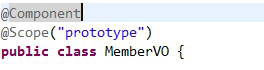 @Component
@Scope("prototype")
public class MemberVO {